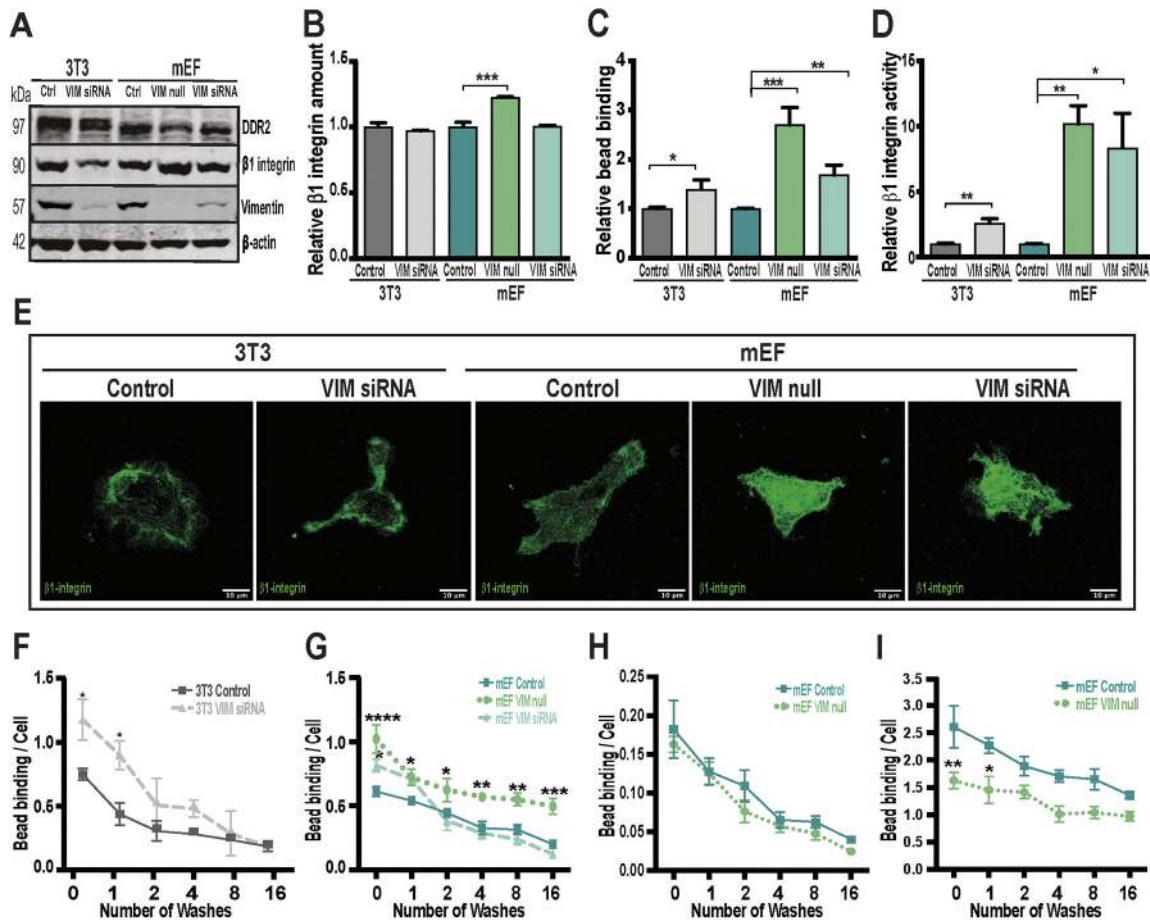 A
3T3 mEF
kDa Ctrl VIM siRNA Ctrl VIM null VIM siRNA
97 DDR2
90 β1 integrin
57 Vimentin
42 β-actin
B
Relative β1 integrin amount
1.5
1.0
0.5
0.0
***
Control VIM siRNA Control VIM null VIM siRNA
3T3 mEF
C
Relative bead binding
4
3
2
1
0
* *** **
Control VIM siRNA Control VIM null VIM siRNA
3T3 mEF
D
Relative β1 integrin activity
15
10
5
0
** ** *
Control VIM siRNA Control VIM null VIM siRNA
3T3 mEF
E
3T3 mEF
Control VIM siRNA Control VIM null VIM siRNA
β1-integrin 10 μm β1-integrin 10 μm β1-integrin 10 μm β1-integrin 10 μm β1-integrin 10 μm
F
Bead binding / Cell
1.5
1.0
0.5
0.0
3T3 Control
3T3 VIM siRNA
* *
0 1 2 4 8 16
Number of Washes
G
Bead binding / Cell
1.5
1.0
0.5
0.0
mEF Control
mEF VIM null
mEF VIM siRNA
**** * * ** ** ***
*
0 1 2 4 8 16
Number of Washes
H
Bead binding / Cell
0.25
0.20
0.15
0.10
0.05
0.00
mEF Control
mEF VIM null
0 1 2 4 8 16
Number of Washes
I
Bead binding / Cell
3.5
3.0
2.5
2.0
1.5
1.0
0.5
0.0
mEF Control
mEF VIM null
** *
0 1 2 4 8 16
Number of Washes